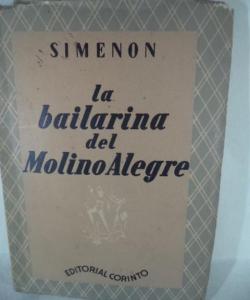 SIMENON
la
bailarina
del
Molino Alegre
EDITORIAL CORINTO